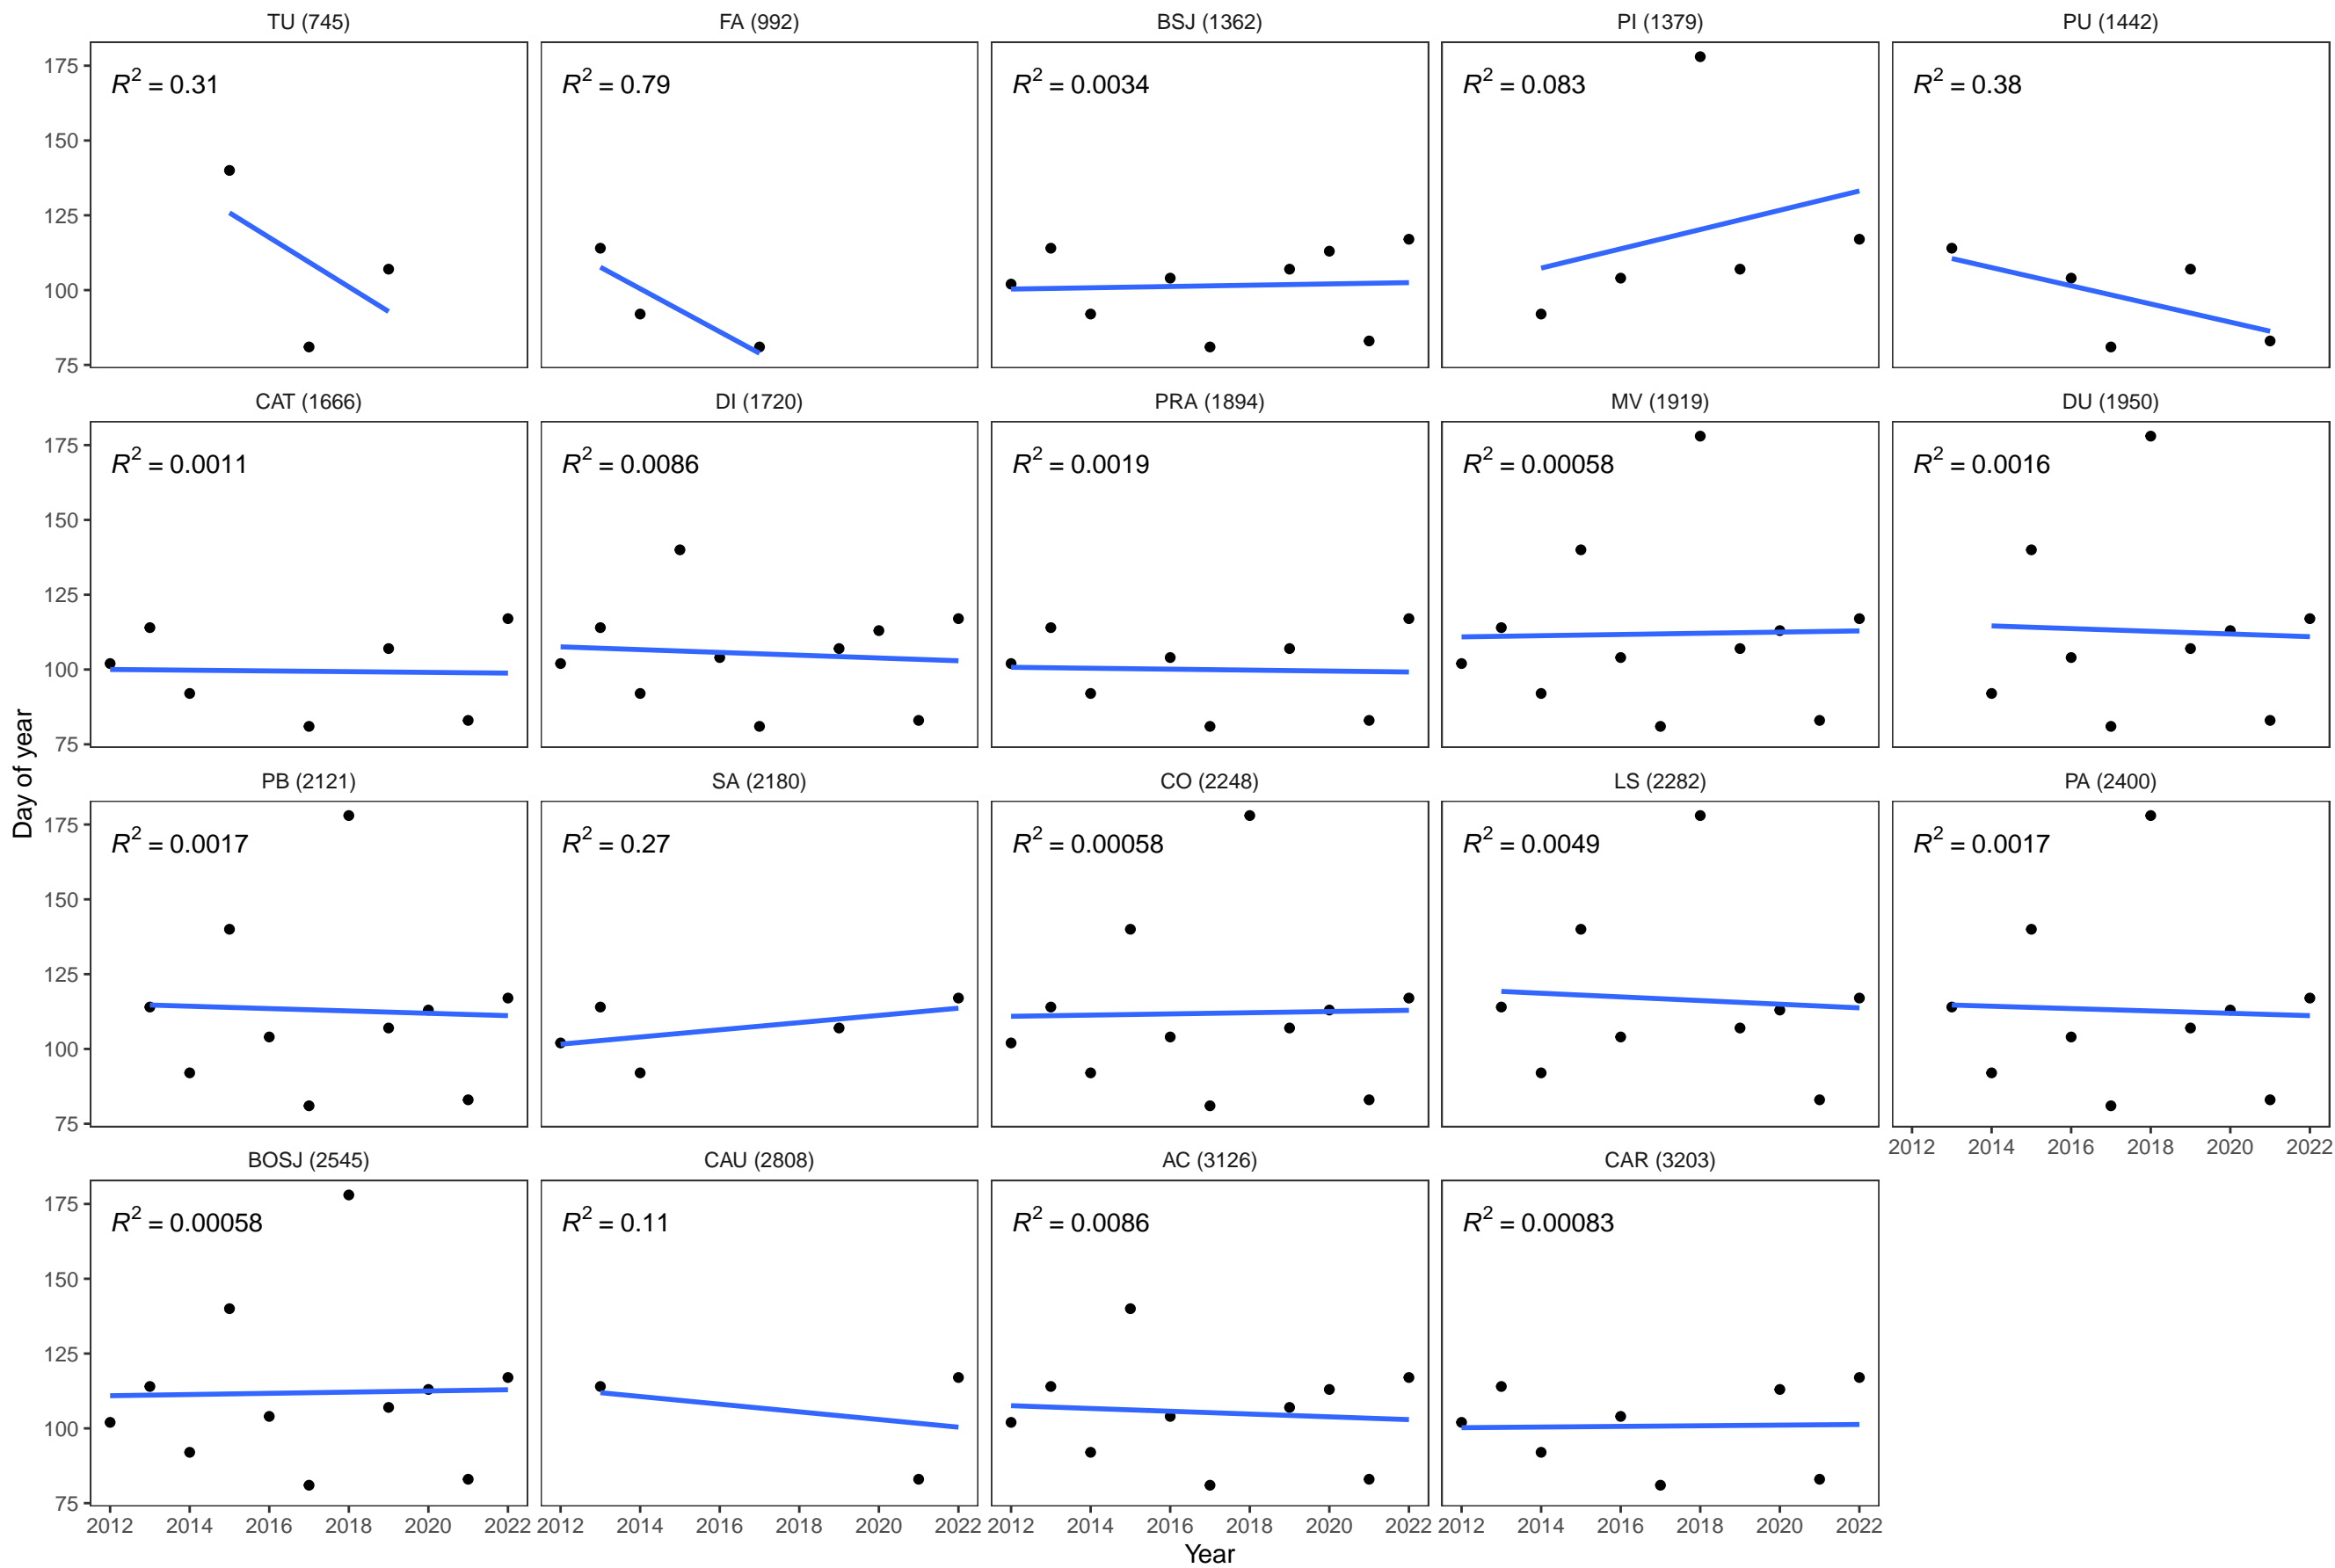 TU (745) FA (992) BSJ (1362) PI (1379) PU (1442)
175
R² = 0.31 R² = 0.79 R² = 0.0034 R² = 0.083 R² = 0.38
150
125
100
75
CAT (1666) DI (1720) PRA (1894) MV (1919) DU (1950)
175
R² = 0.0011 R² = 0.0086 R² = 0.0019 R² = 0.00058 R² = 0.0016
150
125
100
75
Day of year
PB (2121) SA (2180) CO (2248) LS (2282) PA (2400)
175
R² = 0.0017 R² = 0.27 R² = 0.00058 R² = 0.0049 R² = 0.0017
150
125
100
75
2012 2014 2016 2018 2020 2022
BOSJ (2545) CAU (2808) AC (3126) CAR (3203)
175
R² = 0.00058 R² = 0.11 R² = 0.0086 R² = 0.00083
150
125
100
75
2012 2014 2016 2018 2020 2022 2012 2014 2016 2018 2020 2022 2012 2014 2016 2018 2020 2022 2012 2014 2016 2018 2020 2022
Year